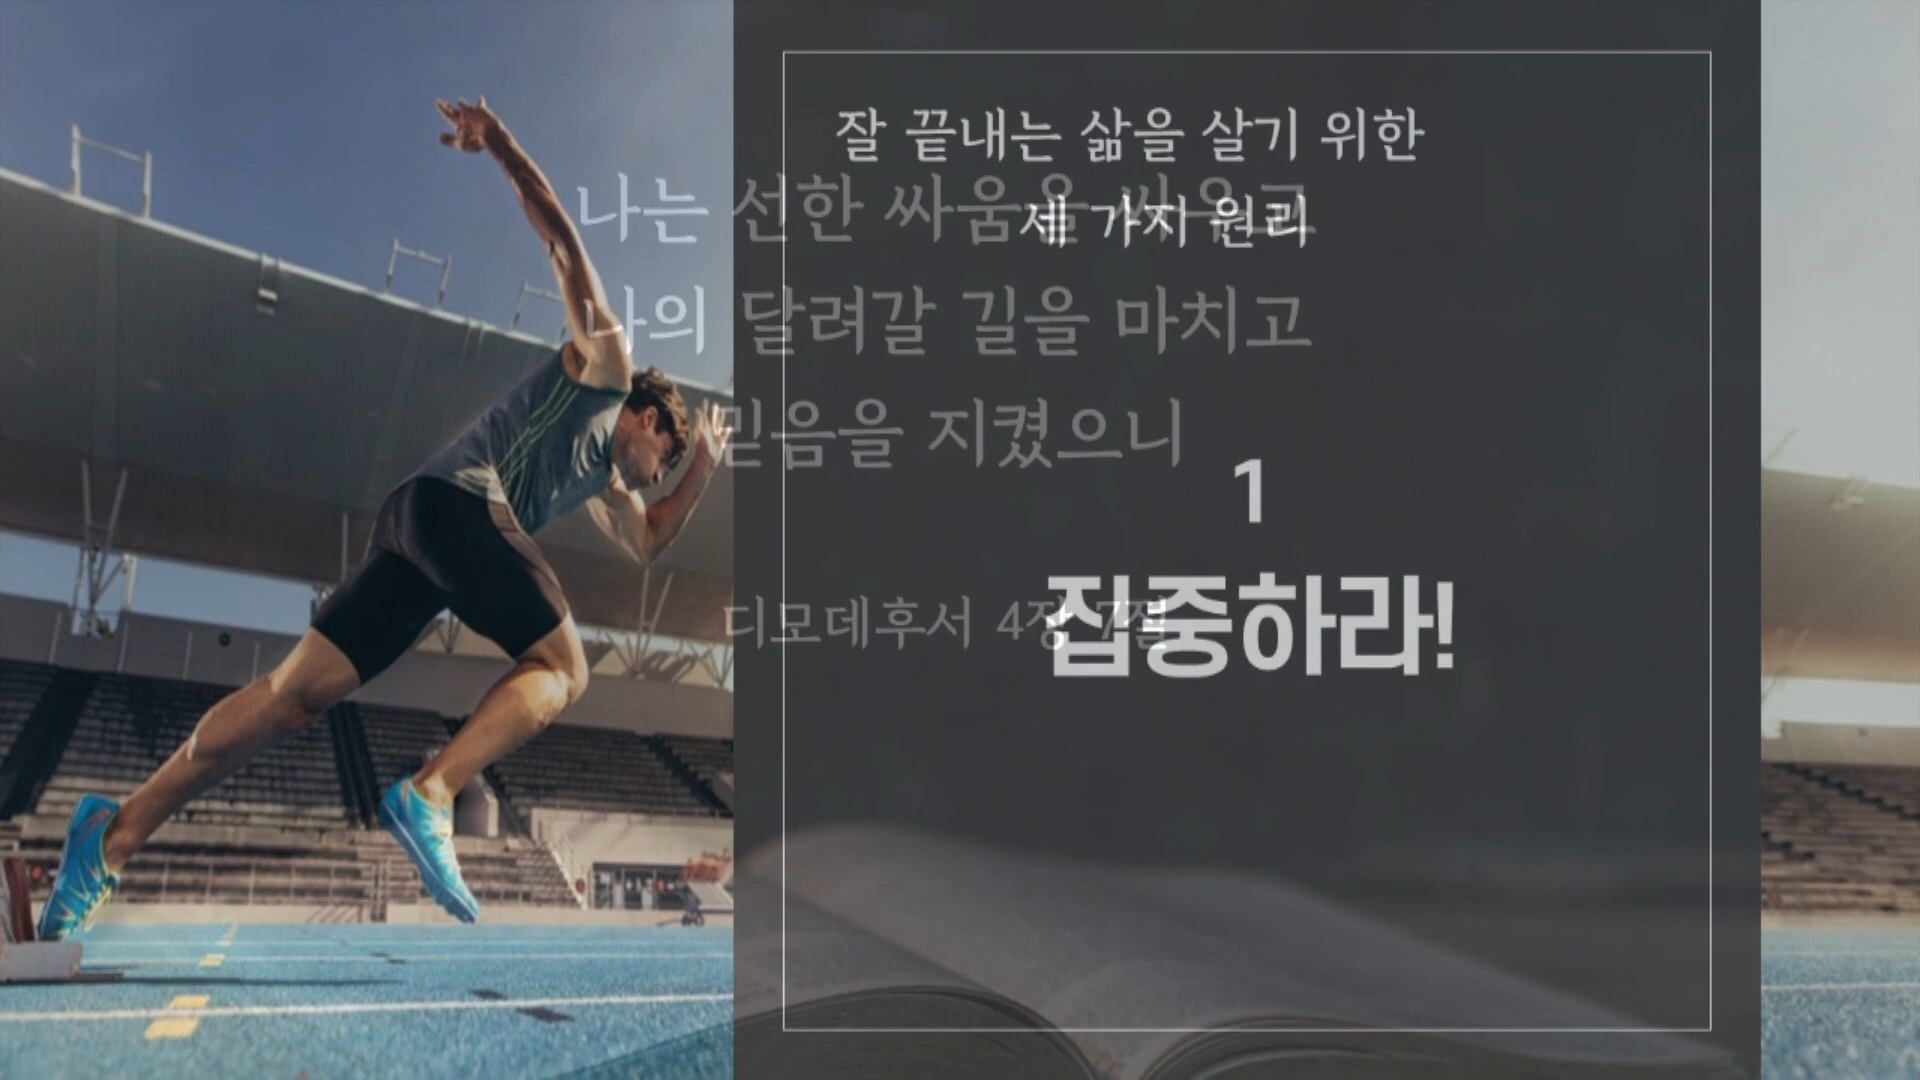 잘 끝내는 삶을 살기 위한
세 가지 원리
1
집중하라!
나는 선한 싸움을 싸우고
나의 달려갈 길을 마치고
믿음을 지켰으니
디모데후서 4장 7절